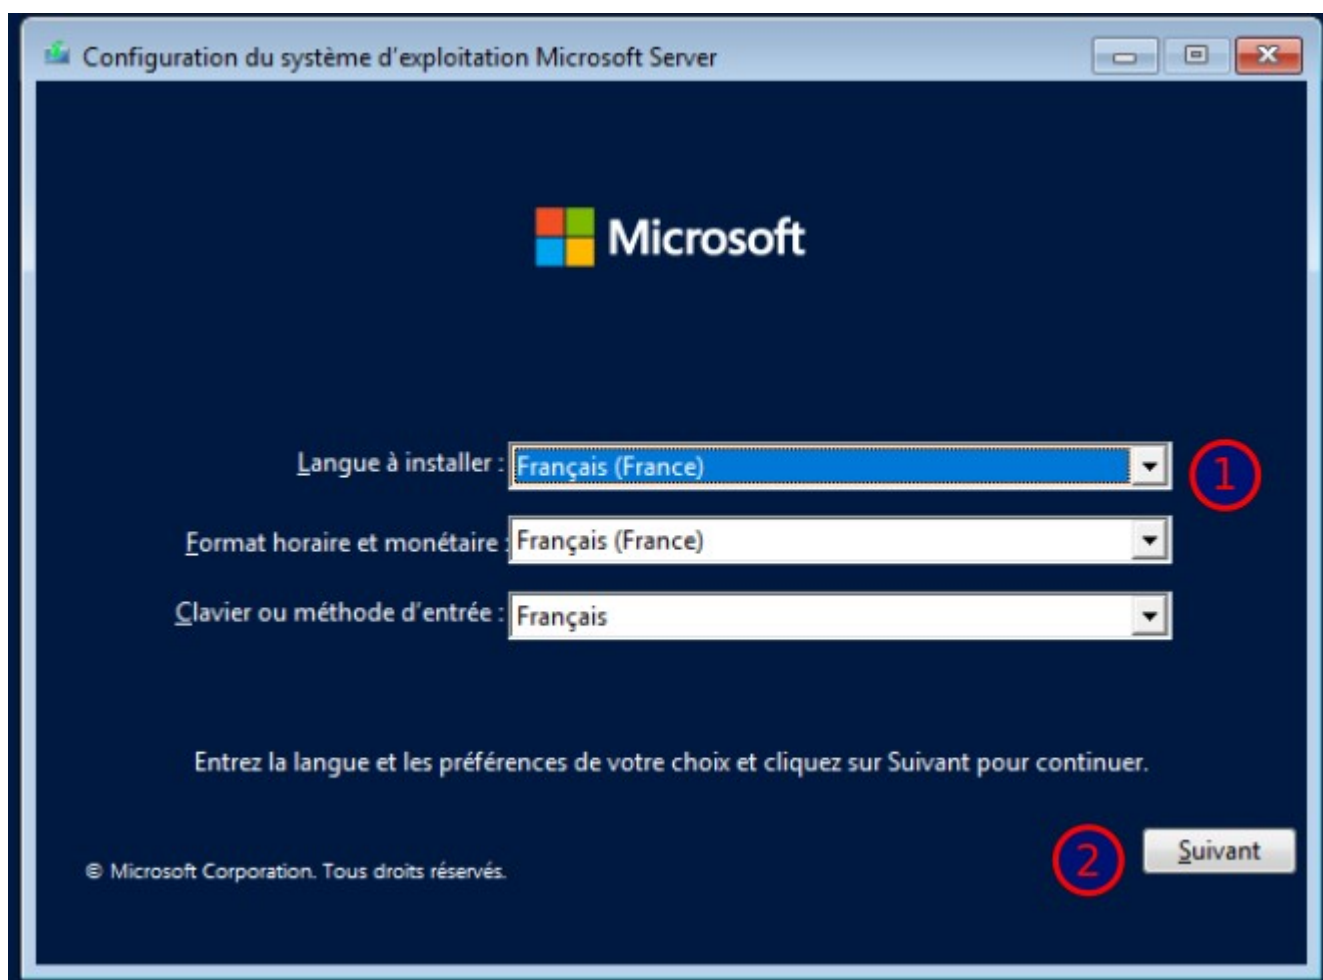 Configuration du système d'exploitation Microsoft Server
Microsoft
Langue à installer : Français (France)
1
Format horaire et monétaire : Français (France)
Clavier ou méthode d'entrée : Français
Entrez la langue et les préférences de votre choix et cliquez sur Suivant pour continuer.
2
Suivant
© Microsoft Corporation. Tous droits réservés.